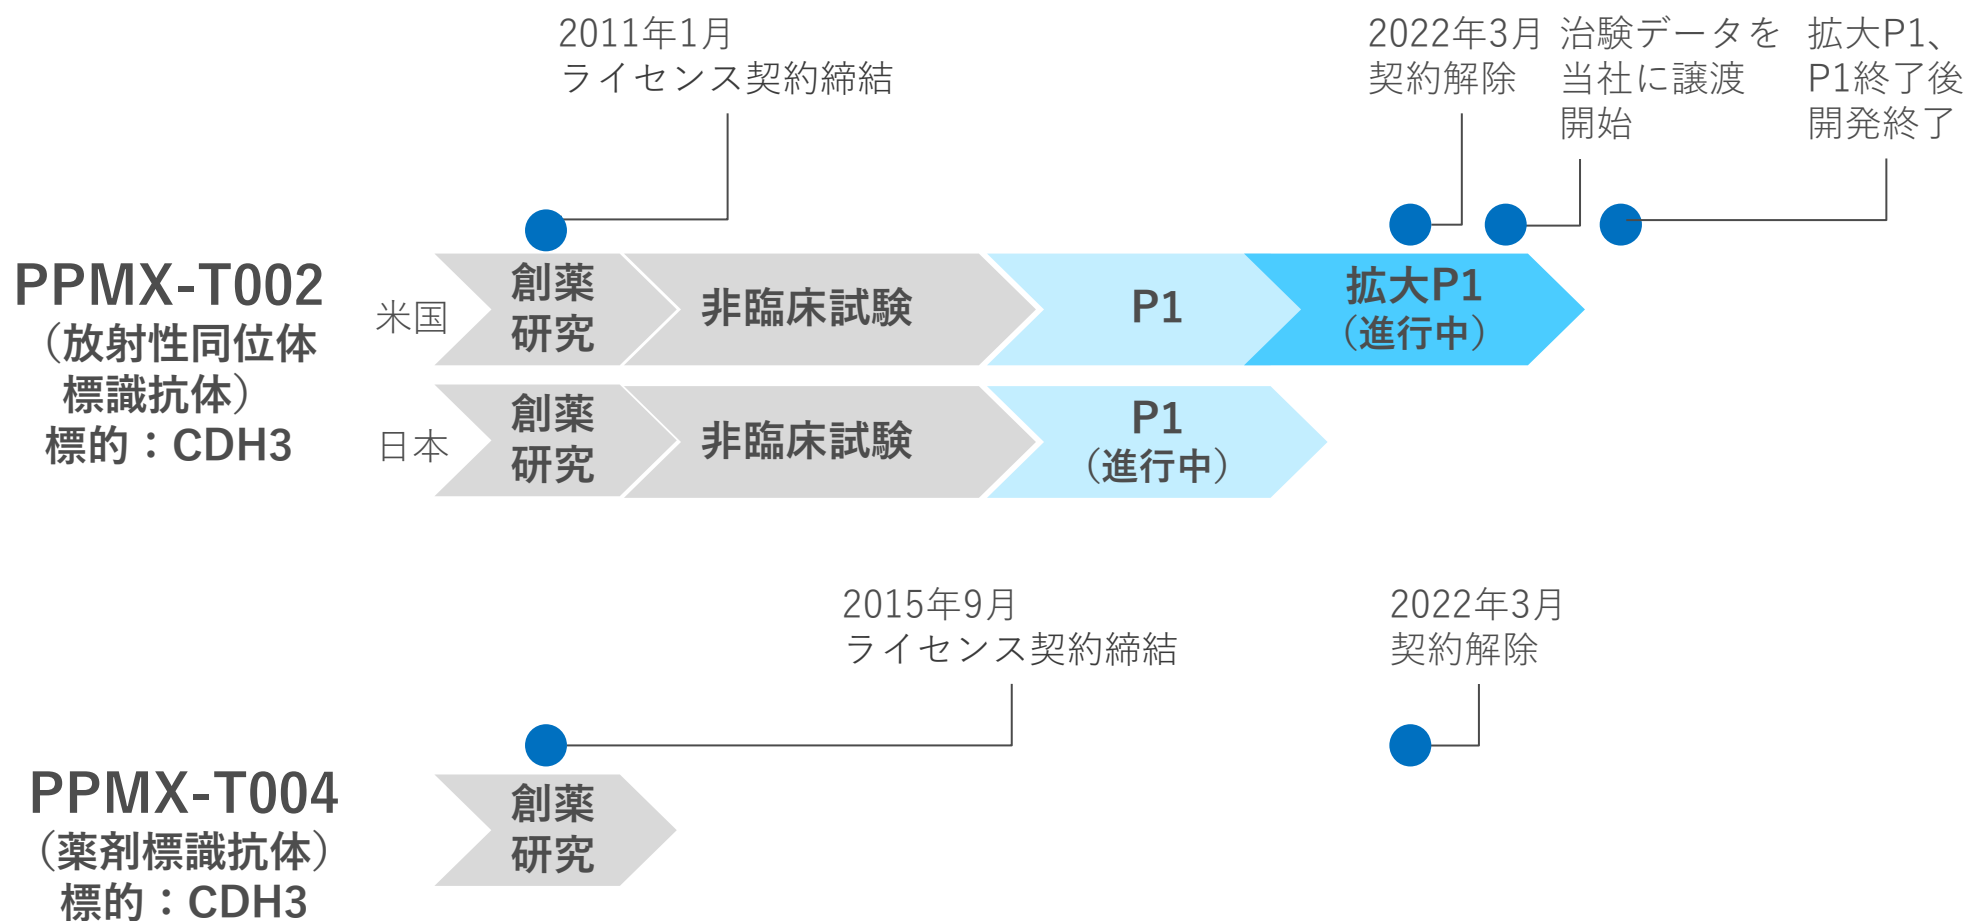 2011年1月
ライセンス契約締結
2022年3月
契約解除
治験データを
当社に譲渡
開始
拡大P1、
P1終了後
開発終了
PPMX-T002
（放射性同位体
標識抗体）
標的：CDH3
米国
創薬
研究
非臨床試験
P1
拡大P1
（進行中）
日本
創薬
研究
非臨床試験
P1
（進行中）
2015年9月
ライセンス契約締結
2022年3月
契約解除
PPMX-T004
（薬剤標識抗体）
標的：CDH3
創薬
研究